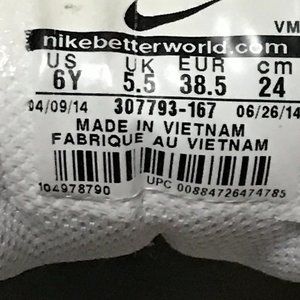 VM
nikebetterworld.com
US UK EUR cm
6Y 5.5 38.5 24
04/09/14 307793-167 06/26/14
MADE IN VIETNAM
FABRIQUE AU VIETNAM
104978790 UPC 00884726474785